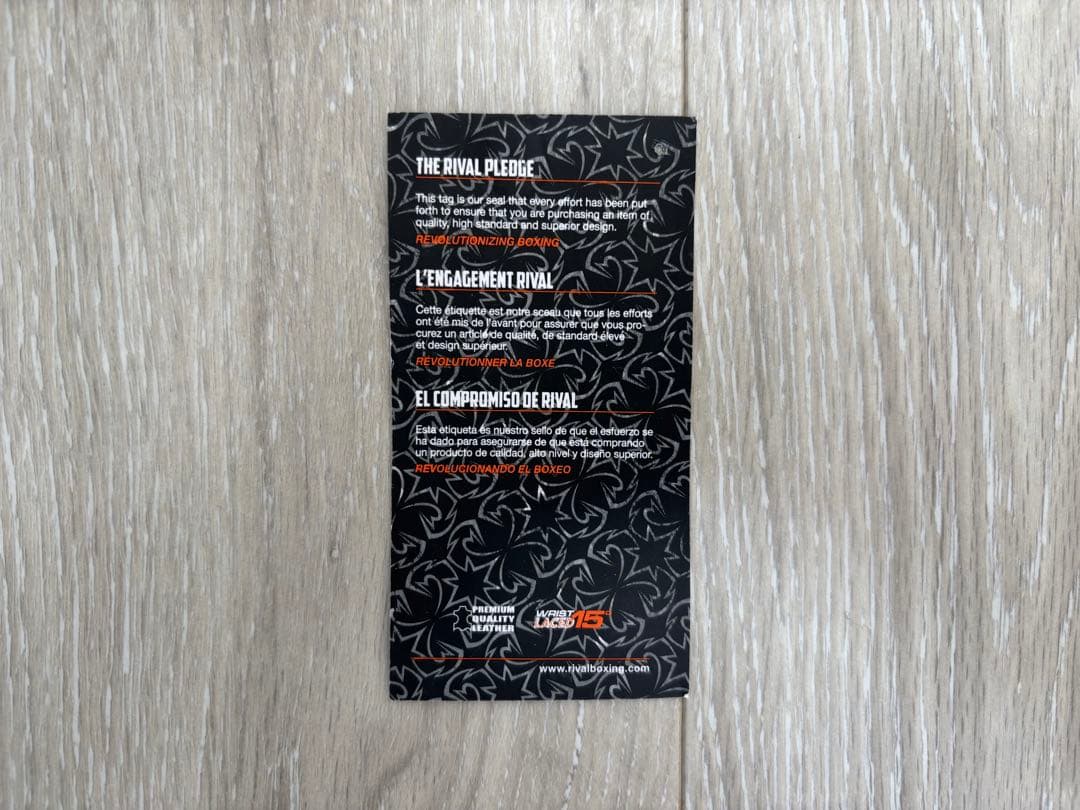 THE RIVAL PLEDGE
This tag is our seal that every effort has been put
forth to ensure that you are purchasing an item of
quality, high standard and superior design.
REVOLUTIONIZING BOXING
L'ENGAGEMENT RIVAL
Cette étiquette est notre sceau que tous les efforts
ont été mis de l'avant pour assurer que vous pro-
curez un article de qualité, de standard élevé
et design supérieur.
REVOLUTIONNER LA BOXE
EL COMPROMISO DE RIVAL
Esta etiqueta es nuestro sello de que el esfuerzo se
ha dado para asegurarse de que está comprando
un producto de calidad, alto nivel y diseño superior.
REVOLUCIONANDO EL BOXEO
PREMIUM
QUALITY
LEATHER
WRIST
LACED 15°
www.rivalboxing.com